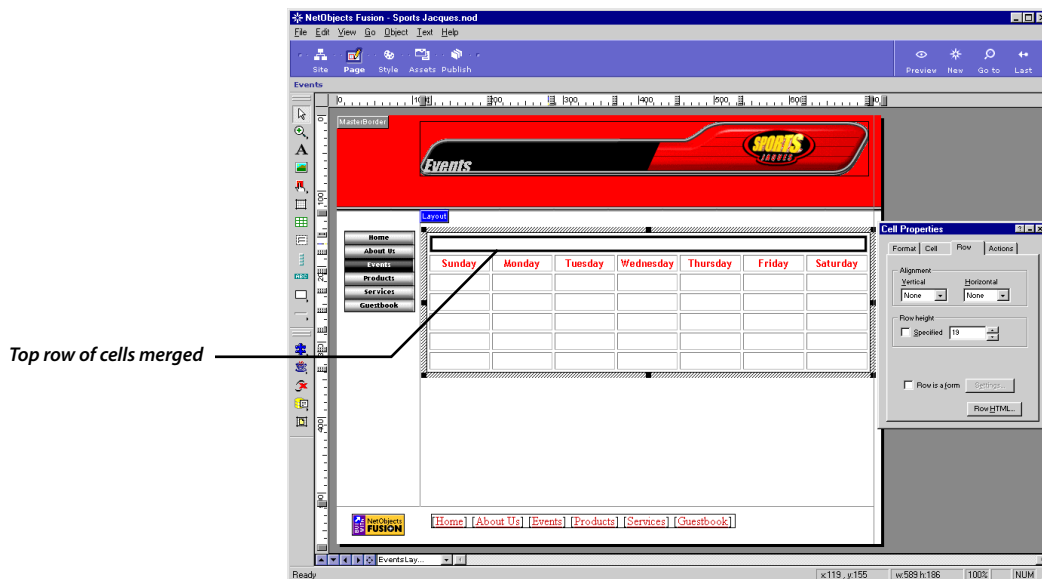 NetObjects Fusion - Sports Jacques.nod
File Edit View Go Object Text Help
Site Page Style Assets Publish
Preview New Go to Last
Events
MasterBorder
Events
SPORTS
JAQUES
Layout
Home
About Us
Events
Products
Services
Guestbook
Sunday Monday Tuesday Wednesday Thursday Friday Saturday
Top row of cells merged
Cell Properties
Format Cell Row Actions
Alignment
Vertical Horizontal
None None
Row height
Specified 19
Row is a form Settings...
Row HTML...
NetObjects
FUSION
[Home] [About Us] [Events] [Products] [Services] [Guestbook]
EventsLay...
Ready x:119 , y:155 w:589 h:186 100% NUM